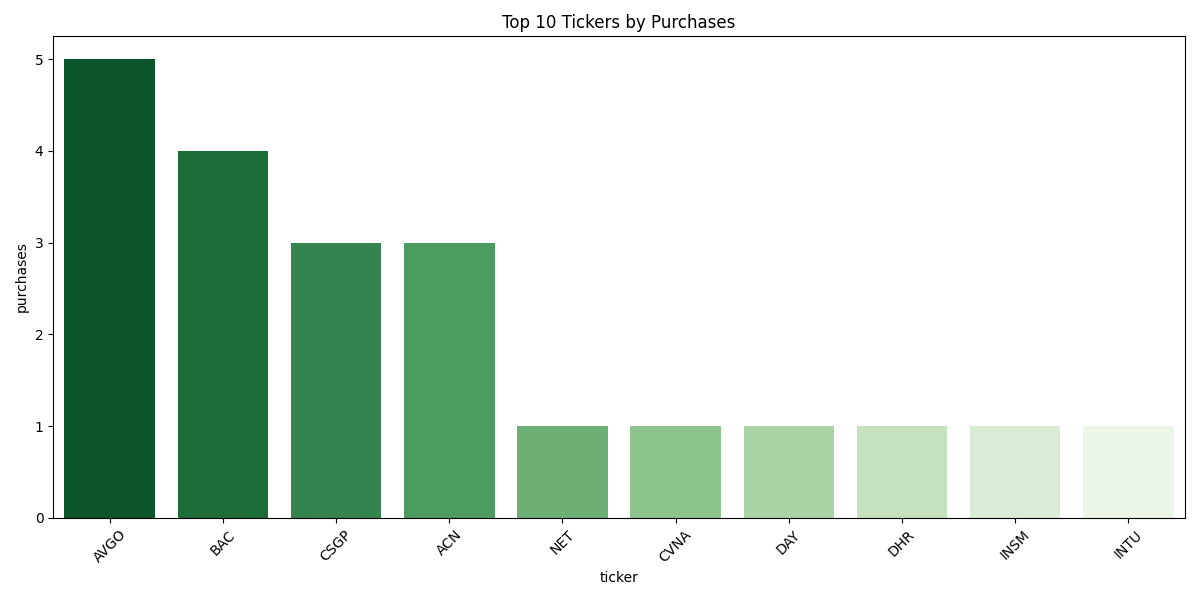 Top 10 Tickers by Purchases
purchases
5
4
3
2
1
0
AVGO
BAC
CSGP
ACN
NET
CVNA
DAY
DHR
INSM
INTU
ticker